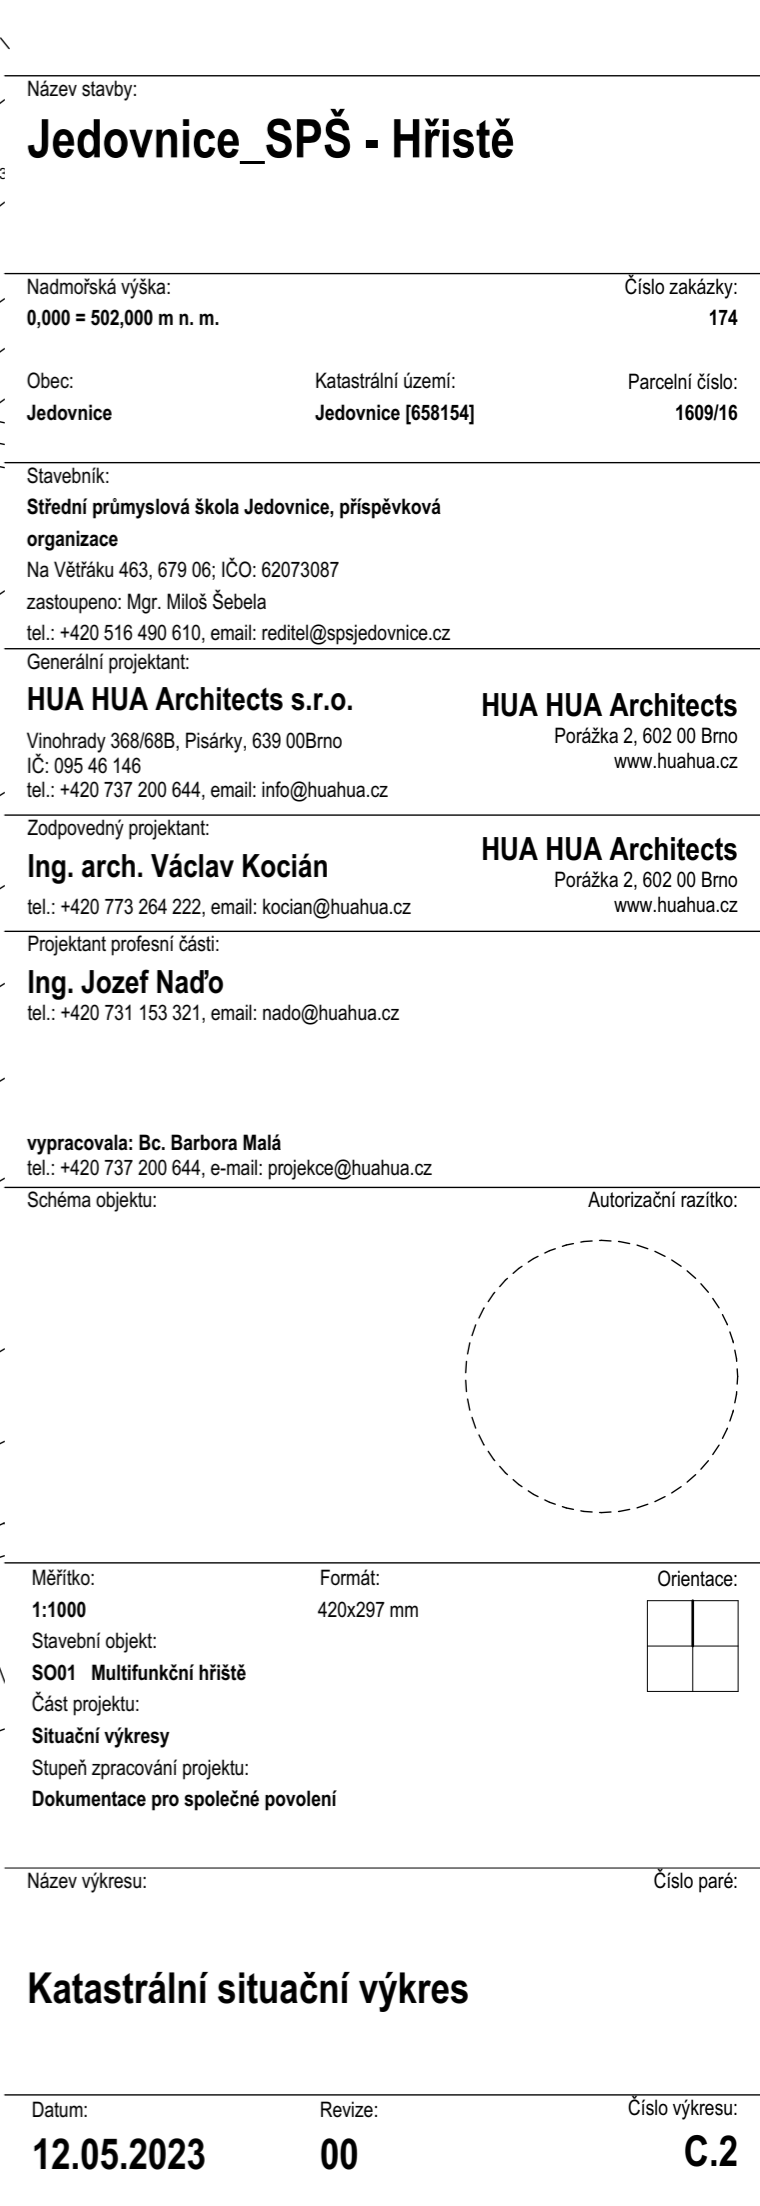 Název stavby:
Jedovnice_SPŠ - Hřistě
Nadmořská výška: Číslo zakázky:
0,000 = 502,000 m n. m. 174
Obec: Katastrální území: Parcelní číslo:
Jedovnice Jedovnice [658154] 1609/16
Stavebník:
Střední průmyslová škola Jedovnice, příspěvková
organizace
Na Větřáku 463, 679 06; IČO: 62073087
zastoupeno: Mgr. Miloš Šebela
tel.: +420 516 490 610, email: reditel@spsjedovnice.cz
Generální projektant:
HUA HUA Architects s.r.o.
Vinohrady 368/68B, Pisárky, 639 00Brno
IČ: 095 46 146
tel.: +420 737 200 644, email: info@huahua.cz
HUA HUA Architects
Porážka 2, 602 00 Brno
www.huahua.cz
Zodpovedný projektant:
Ing. arch. Václav Kocián
tel.: +420 773 264 222, email: kocian@huahua.cz
HUA HUA Architects
Porážka 2, 602 00 Brno
www.huahua.cz
Projektant profesní části:
Ing. Jozef Naďo
tel.: +420 731 153 321, email: nado@huahua.cz
vypracovala: Bc. Barbora Malá
tel.: +420 737 200 644, e-mail: projekce@huahua.cz
Schéma objektu: Autorizační razítko:
Měřítko: Formát: Orientace:
1:1000 420x297 mm
Stavební objekt:
SO01 Multifunkční hřiště
Část projektu:
Situační výkresy
Stupeň zpracování projektu:
Dokumentace pro společné povolení
Název výkresu: Číslo paré:
Katastrální situační výkres
Datum: Revize: Číslo výkresu:
12.05.2023 00 C.2